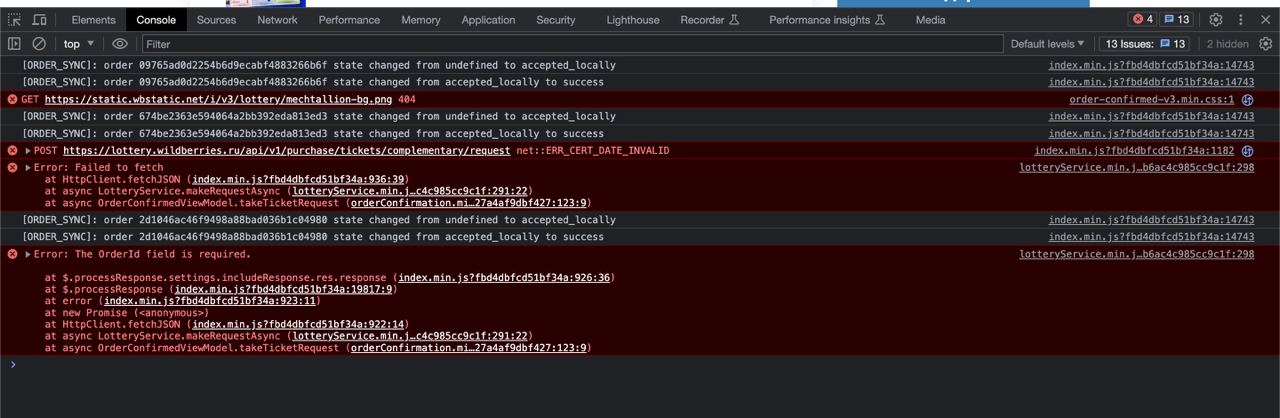 Elements Console Sources Network Performance Memory Application Security Lighthouse Recorder Performance insights Media 4 13
top Filter Default levels 13 Issues: 13 2 hidden
[ORDER_SYNC]: order 09765ad0d2254b6d9ecabf4883266b6f state changed from undefined to accepted_locally index.min.js?fbd4dbfcd51bf34a:14743
[ORDER_SYNC]: order 09765ad0d2254b6d9ecabf4883266b6f state changed from accepted_locally to success index.min.js?fbd4dbfcd51bf34a:14743
GET https://static.wbstatic.net/i/v3/lottery/mechtallion-bg.png 404 order-confirmed-v3.min.css:1
[ORDER_SYNC]: order 674be2363e594064a2bb392eda813ed3 state changed from undefined to accepted_locally index.min.js?fbd4dbfcd51bf34a:14743
[ORDER_SYNC]: order 674be2363e594064a2bb392eda813ed3 state changed from accepted_locally to success index.min.js?fbd4dbfcd51bf34a:14743
POST https://lottery.wildberries.ru/api/v1/purchase/tickets/complementary/request net::ERR_CERT_DATE_INVALID index.min.js?fbd4dbfcd51bf34a:1182
Error: Failed to fetch lotteryService.min.j…b6ac4c985cc9c1f:298
at HttpClient.fetchJSON (index.min.js?fbd4dbfcd51bf34a:936:39)
at async LotteryService.makeRequestAsync (lotteryService.min.j…c4c985cc9c1f:291:22)
at async OrderConfirmedViewModel.takeTicketRequest (orderConfirmation.mi…27a4af9dbf427:123:9)
[ORDER_SYNC]: order 2d1046ac46f9498a88bad036b1c04980 state changed from undefined to accepted_locally index.min.js?fbd4dbfcd51bf34a:14743
[ORDER_SYNC]: order 2d1046ac46f9498a88bad036b1c04980 state changed from accepted_locally to success index.min.js?fbd4dbfcd51bf34a:14743
Error: The OrderId field is required. lotteryService.min.j…b6ac4c985cc9c1f:298
at $.processResponse.settings.includeResponse.res.response (index.min.js?fbd4dbfcd51bf34a:926:36)
at $.processResponse (index.min.js?fbd4dbfcd51bf34a:19817:9)
at error (index.min.js?fbd4dbfcd51bf34a:923:11)
at new Promise (<anonymous>)
at HttpClient.fetchJSON (index.min.js?fbd4dbfcd51bf34a:922:14)
at async LotteryService.makeRequestAsync (lotteryService.min.j…c4c985cc9c1f:291:22)
at async OrderConfirmedViewModel.takeTicketRequest (orderConfirmation.mi…27a4af9dbf427:123:9)